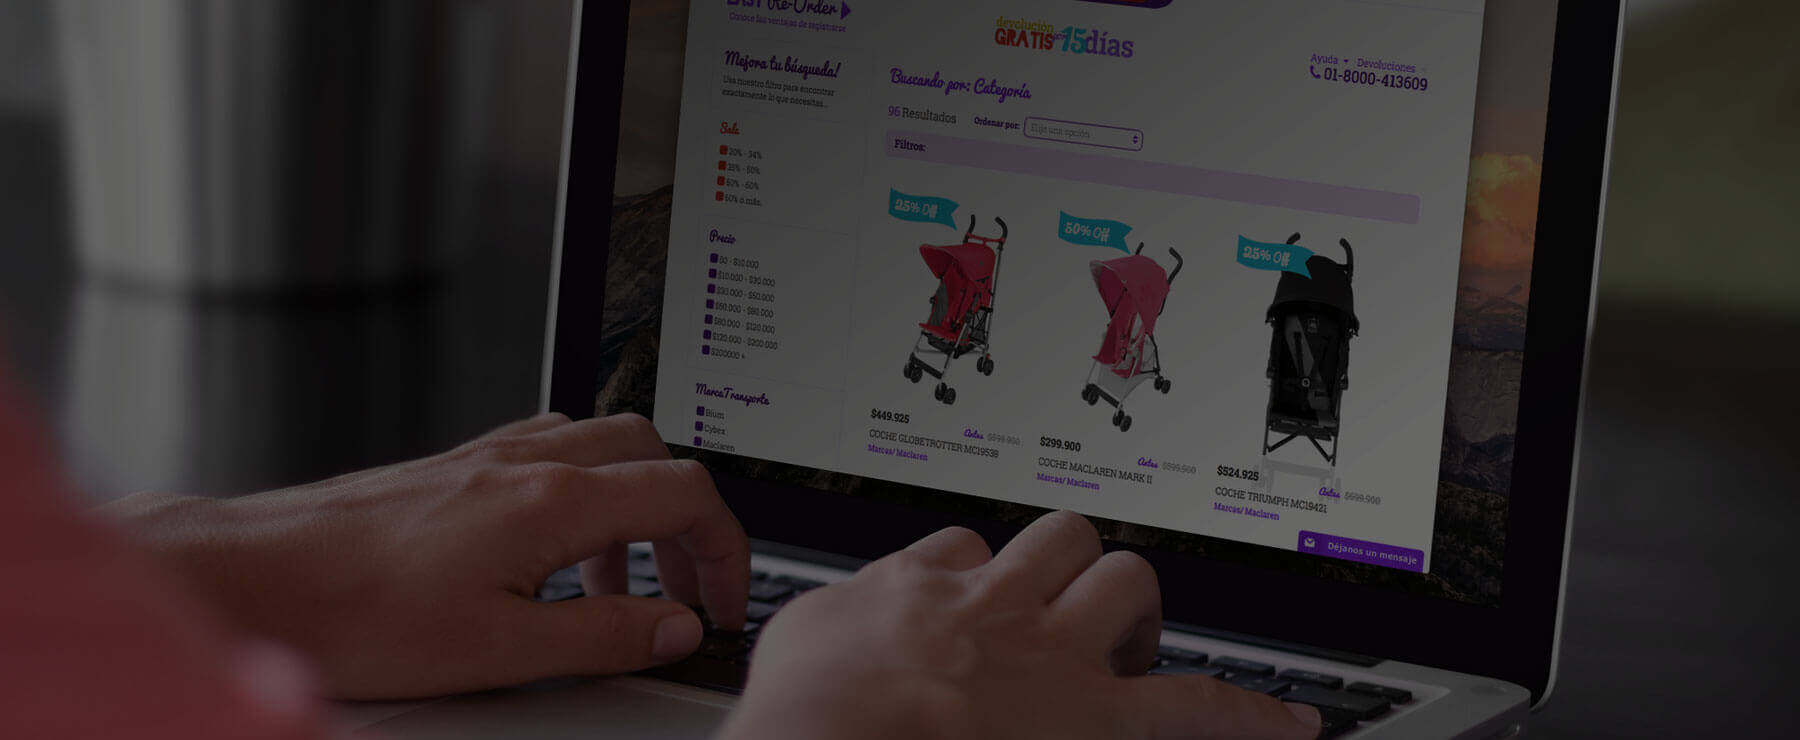 EASY Re-Order
Conoce las ventajas de registrarse
Mejora tu búsqueda!
Usa nuestro filtro para encontrar
exactamente lo que necesitas...
Sale
20% - 34%
35% - 50%
50% - 60%
60% ó más.
Precio
$0 - $10.000
$10.000 - $30.000
$30.000 - $50.000
$50.000 - $80.000
$80.000 - $120.000
$120.000 - $200.000
$200000 +
MarcaTransporte
Bium
Cybex
Maclaren
devolución
GRATIS por 15 días
Ayuda Devoluciones
01-8000-413609
Buscando por: Categoría
96 Resultados Ordenar por: Elije una opción
Filtros:
25% Off
50% Off
25% Off
$449.925
Antes $599.900
COCHE GLOBETROTTER MC19538
Marcas/ Maclaren
$299.900
Antes $599.900
COCHE MACLAREN MARK II
Marcas/ Maclaren
$524.925
Antes $699.900
COCHE TRIUMPH MC19421
Marcas/ Maclaren
Déjanos un mensaje